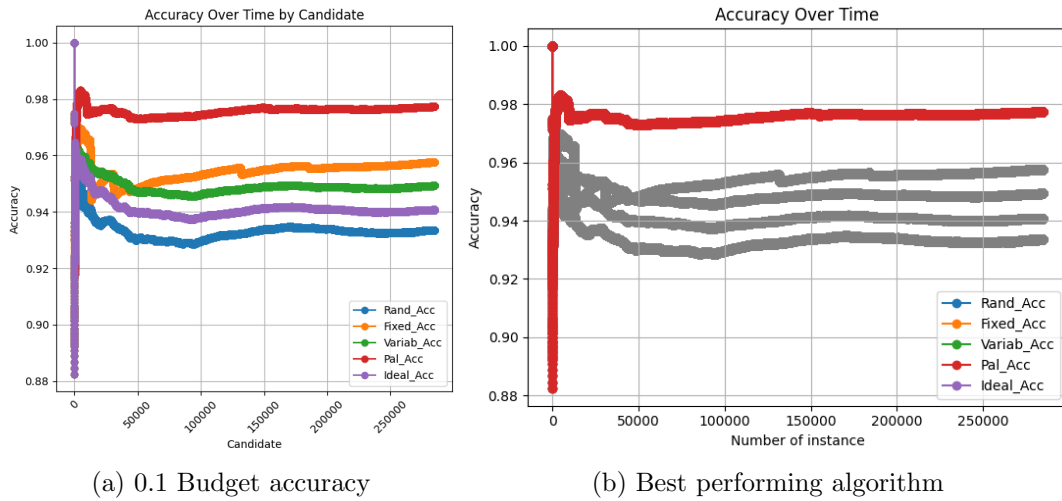 Accuracy Over Time by Candidate
1.00
0.98
0.96
0.94
0.92
0.90
0.88
Accuracy
Rand_Acc
Fixed_Acc
Variab_Acc
Pal_Acc
Ideal_Acc
0
50000
100000
150000
200000
250000
Candidate
(a) 0.1 Budget accuracy
Accuracy Over Time
1.00
0.98
0.96
0.94
0.92
0.90
0.88
Accuracy
Rand_Acc
Fixed_Acc
Variab_Acc
Pal_Acc
Ideal_Acc
0
50000
100000
150000
200000
250000
Number of instance
(b) Best performing algorithm